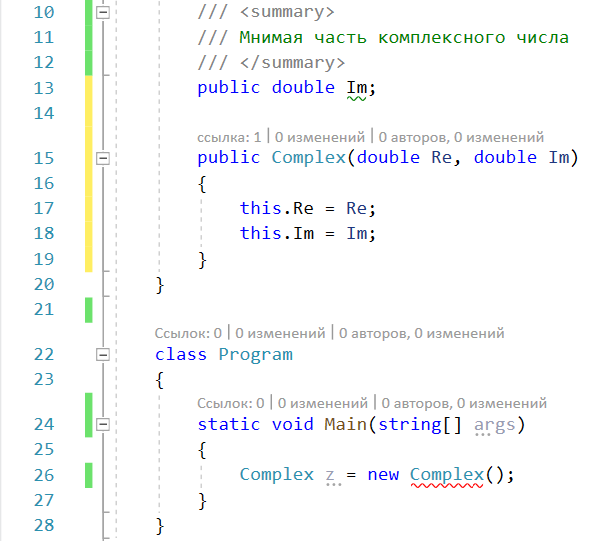 10 /// <summary>
11 /// Мнимая часть комплексного числа
12 /// </summary>
13 public double Im;
14
ссылка: 1 | 0 изменений | 0 авторов, 0 изменений
15 public Complex(double Re, double Im)
16 {
17 this.Re = Re;
18 this.Im = Im;
19 }
20 }
21
Ссылок: 0 | 0 изменений | 0 авторов, 0 изменений
22 class Program
23 {
Ссылок: 0 | 0 изменений | 0 авторов, 0 изменений
24 static void Main(string[] args)
25 {
26 Complex z = new Complex();
27 }
28 }